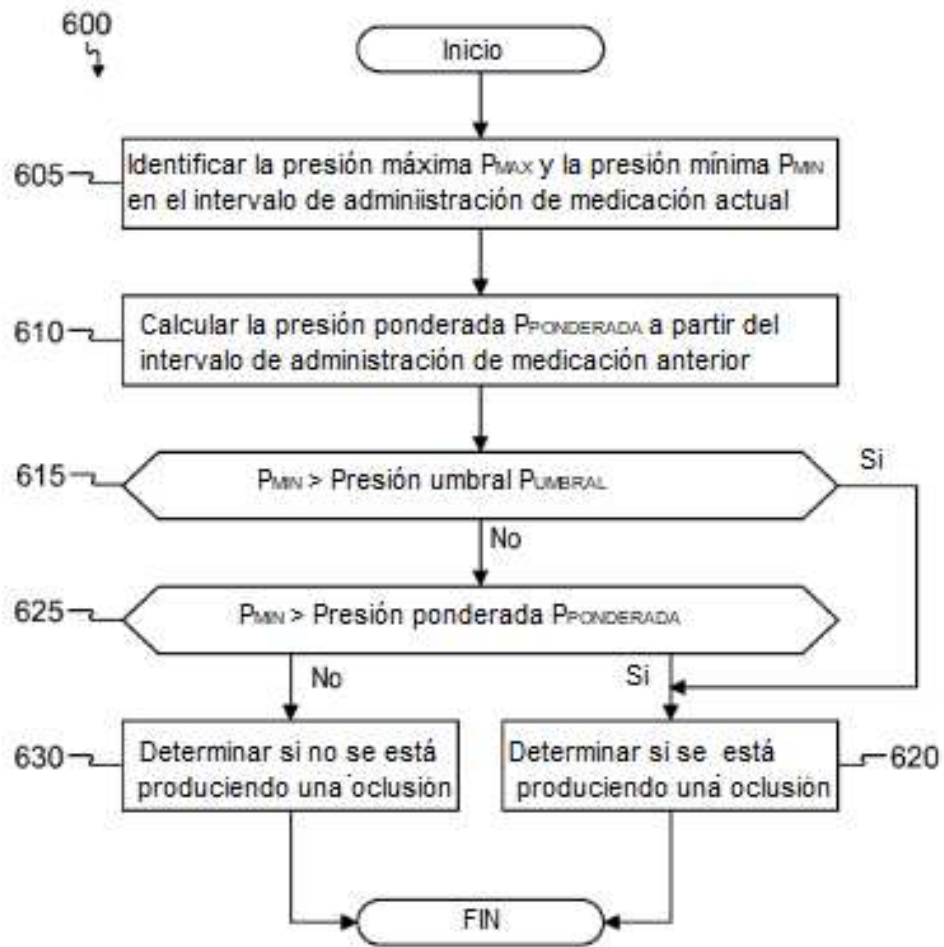 600
Inicio
605
Identificar la presión máxima PMAX y la presión mínima PMIN
en el intervalo de adminiistración de medicación actual
610
Calcular la presión ponderada PPONDERADA a partir del
intervalo de administración de medicación anterior
615
PMIN > Presión umbral PUMBRAL
Si
No
625
PMIN > Presión ponderada PPONDERADA
No
Si
630
Determinar si no se está
produciendo una oclusión
Determinar si se está
produciendo una oclusión
620
FIN